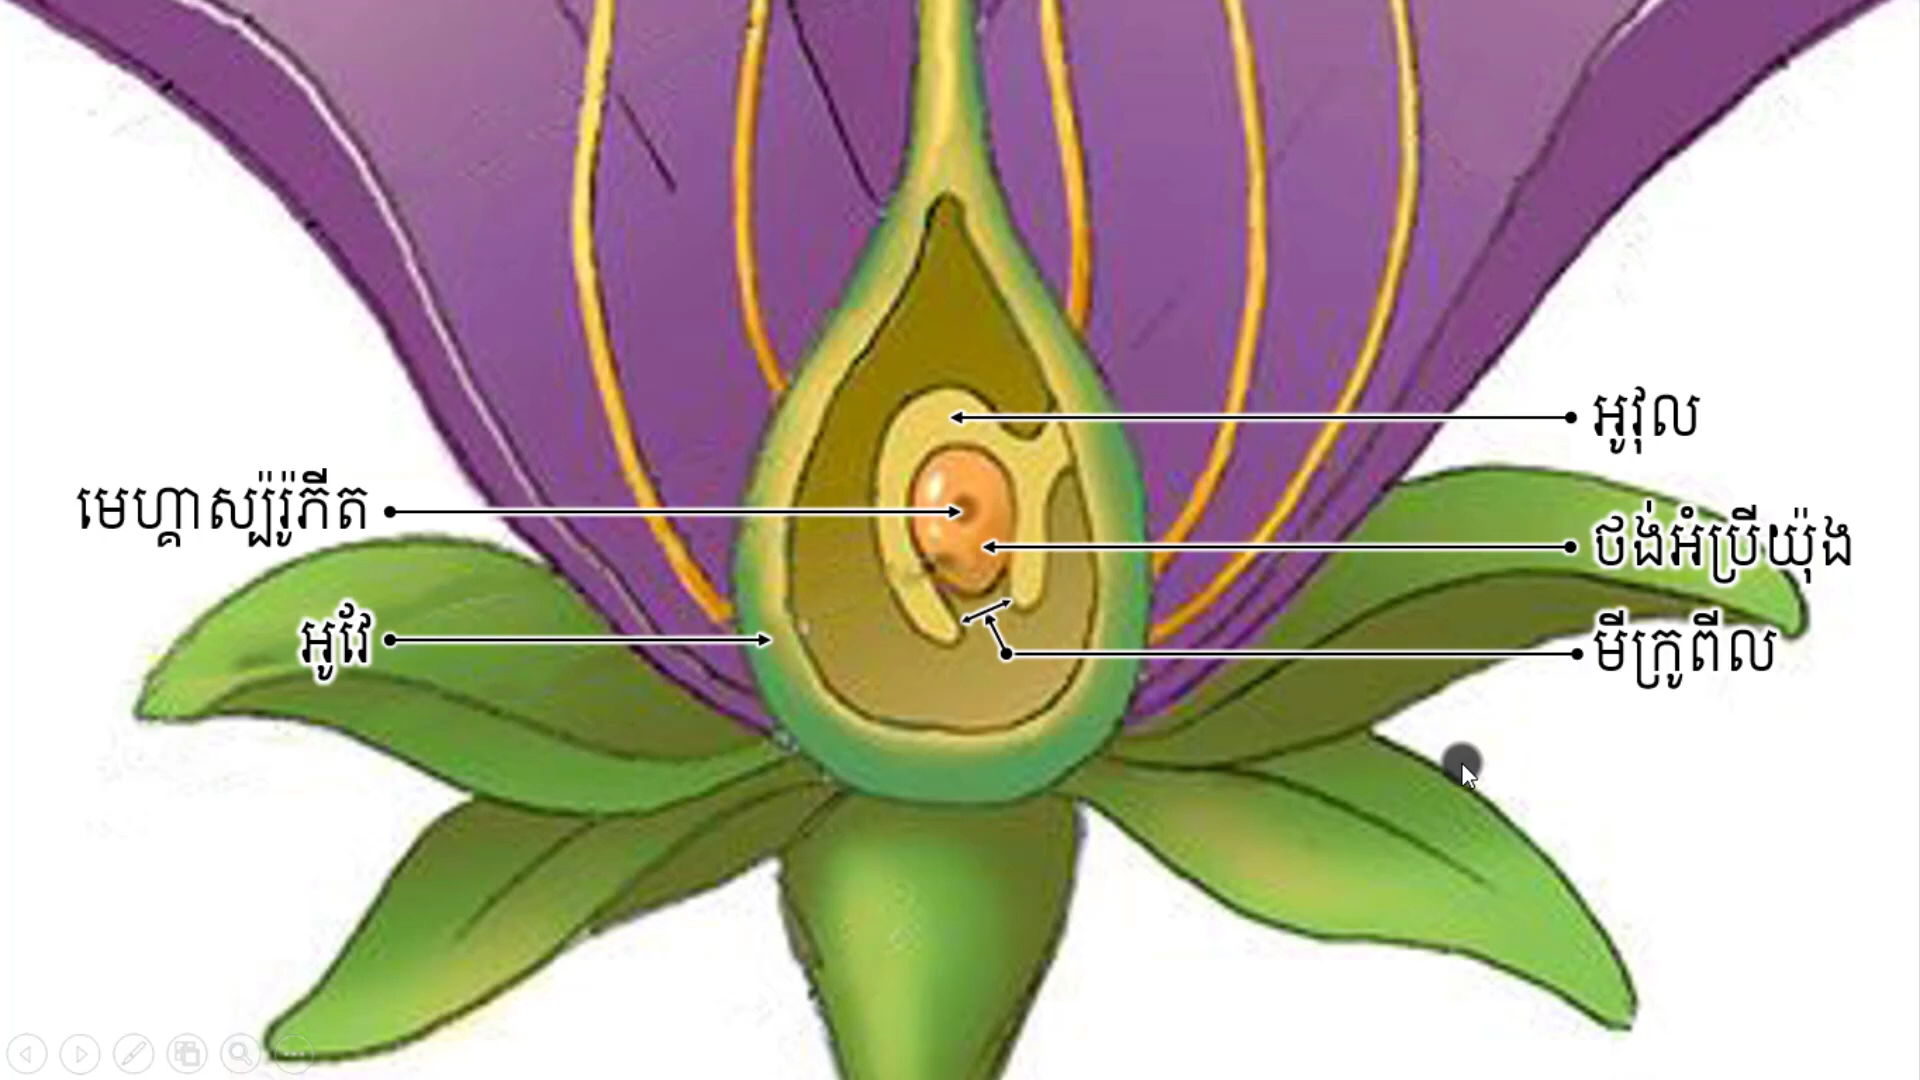 អូវុល
មេហ្គាស្ប៉រ៉ូភីត
ថង់អំប្រីយ៉ុង
អូវែ
មីក្រូពីល